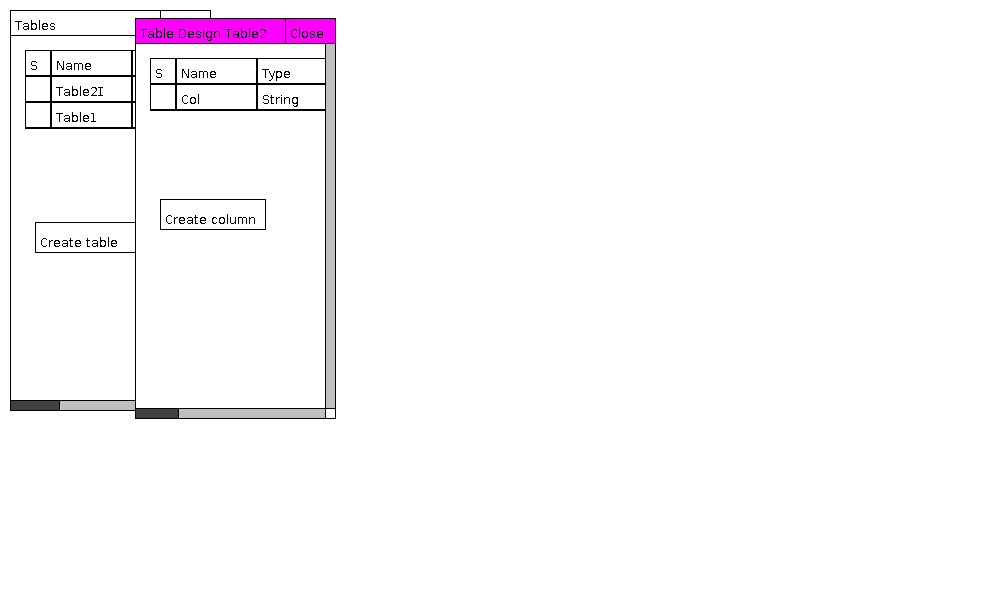 Tables
S Name
Table2I
Table1
Create table
Table Design Table2 Close
S Name Type
Col String
Create column